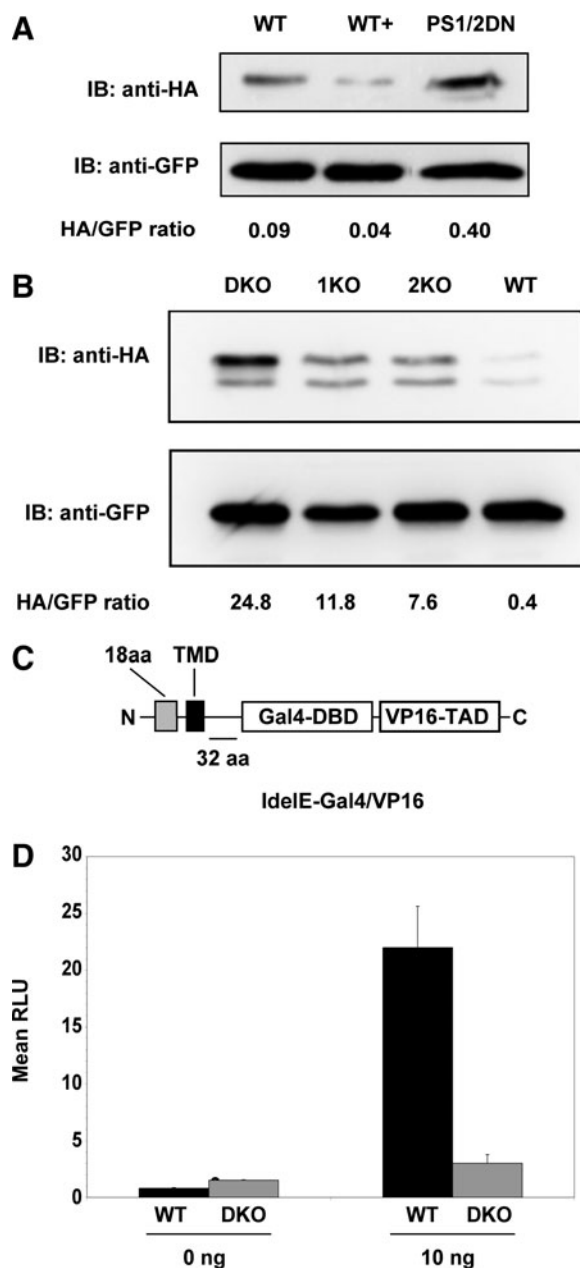 A
WT WT+ PS1/2DN
IB: anti-HA
IB: anti-GFP
HA/GFP ratio 0.09 0.04 0.40
B
DKO 1KO 2KO WT
IB: anti-HA
IB: anti-GFP
HA/GFP ratio 24.8 11.8 7.6 0.4
C
18aa TMD
N Gal4-DBD VP16-TAD C
32 aa
IdelE-Gal4/VP16
D
30
25
20
15
10
5
0
Mean RLU
WT DKO WT DKO
0 ng 10 ng